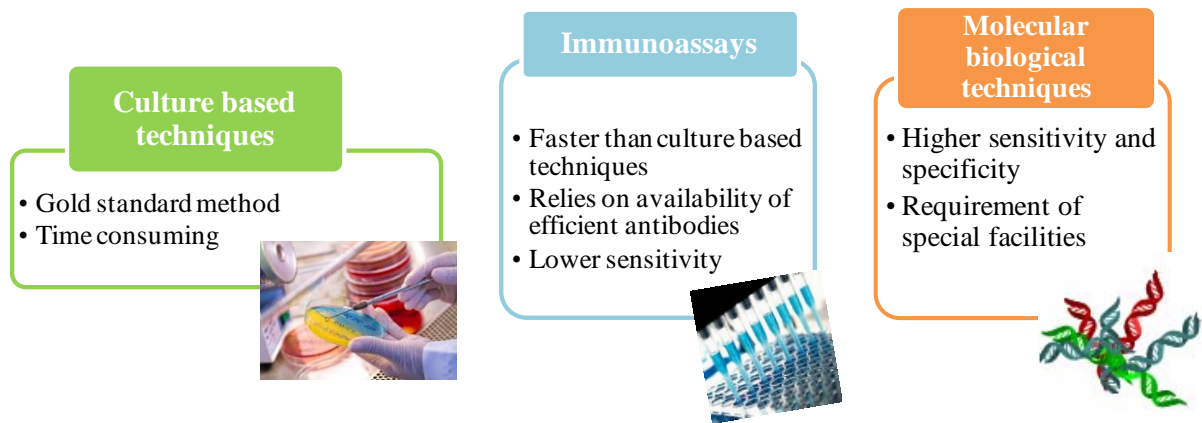 Culture based
techniques
• Gold standard method
• Time consuming
Immunoassays
• Faster than culture based
techniques
• Relies on availability of
efficient antibodies
• Lower sensitivity
Molecular
biological
techniques
• Higher sensitivity and
specificity
• Requirement of
special facilities